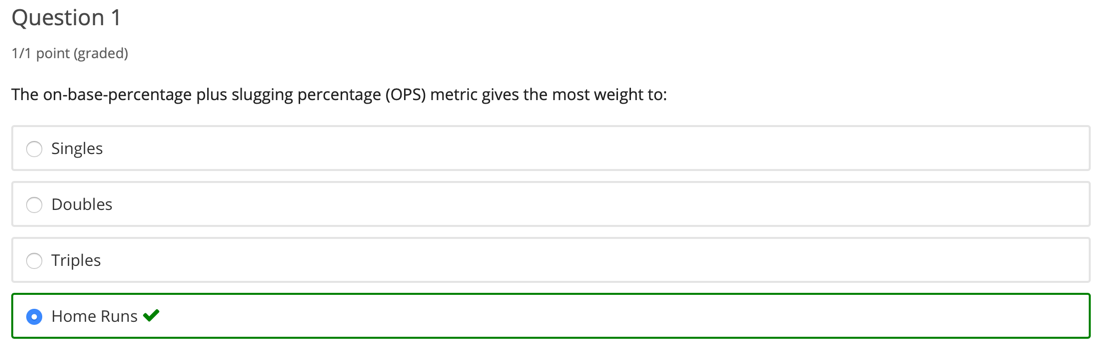 Question 1
1/1 point (graded)
The on-base-percentage plus slugging percentage (OPS) metric gives the most weight to:
Singles
Doubles
Triples
Home Runs